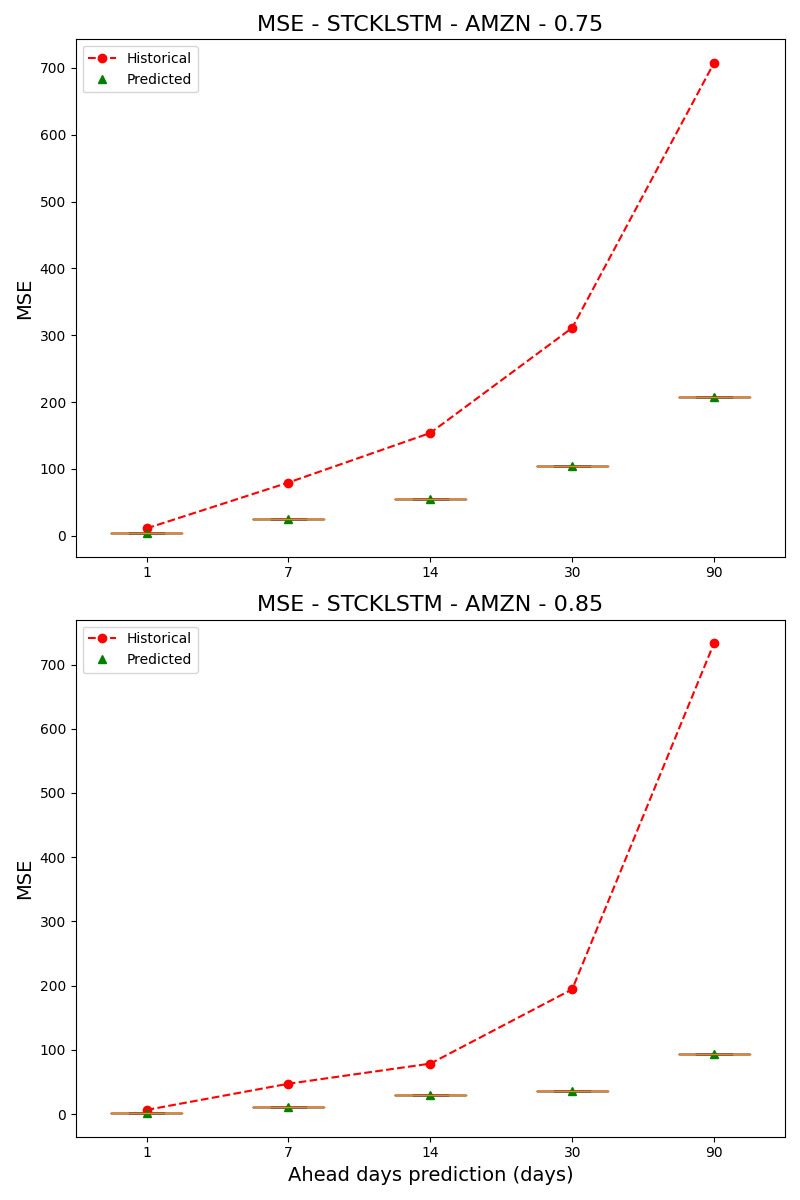 MSE - STCKLSTM - AMZN - 0.75
Historical
Predicted
MSE
700
600
500
400
300
200
100
0
1 7 14 30 90
MSE - STCKLSTM - AMZN - 0.85
Historical
Predicted
MSE
700
600
500
400
300
200
100
0
1 7 14 30 90
Ahead days prediction (days)